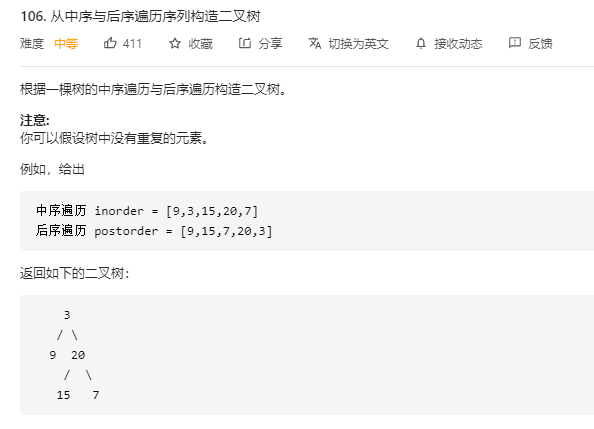 106. 从中序与后序遍历序列构造二叉树
难度 中等 411 收藏 分享 切换为英文 接收动态 反馈
根据一棵树的中序遍历与后序遍历构造二叉树。
注意:
你可以假设树中没有重复的元素。
例如，给出
中序遍历 inorder = [9,3,15,20,7]
后序遍历 postorder = [9,15,7,20,3]
返回如下的二叉树：
3
/ \
9 20
/ \
15 7